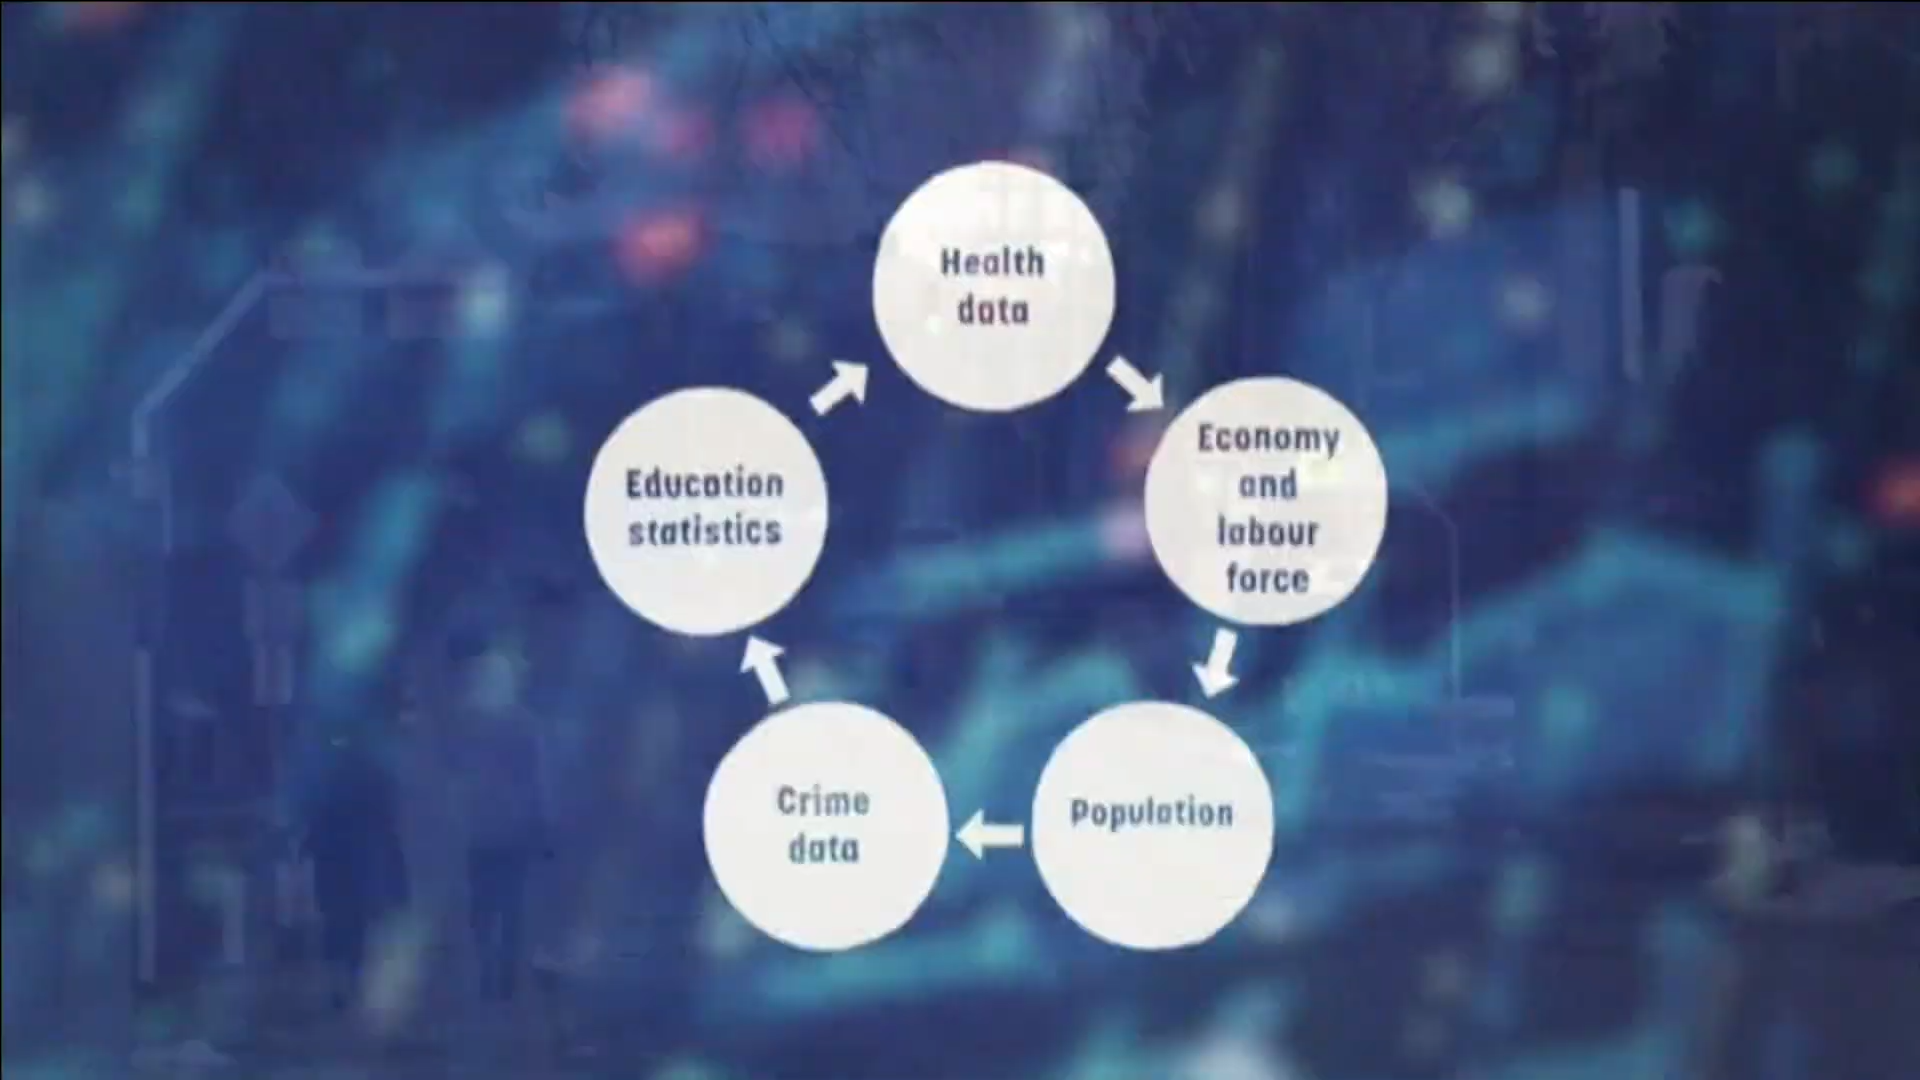 Health
data
Economy
and
labour
force
Population
Crime
data
Education
statistics